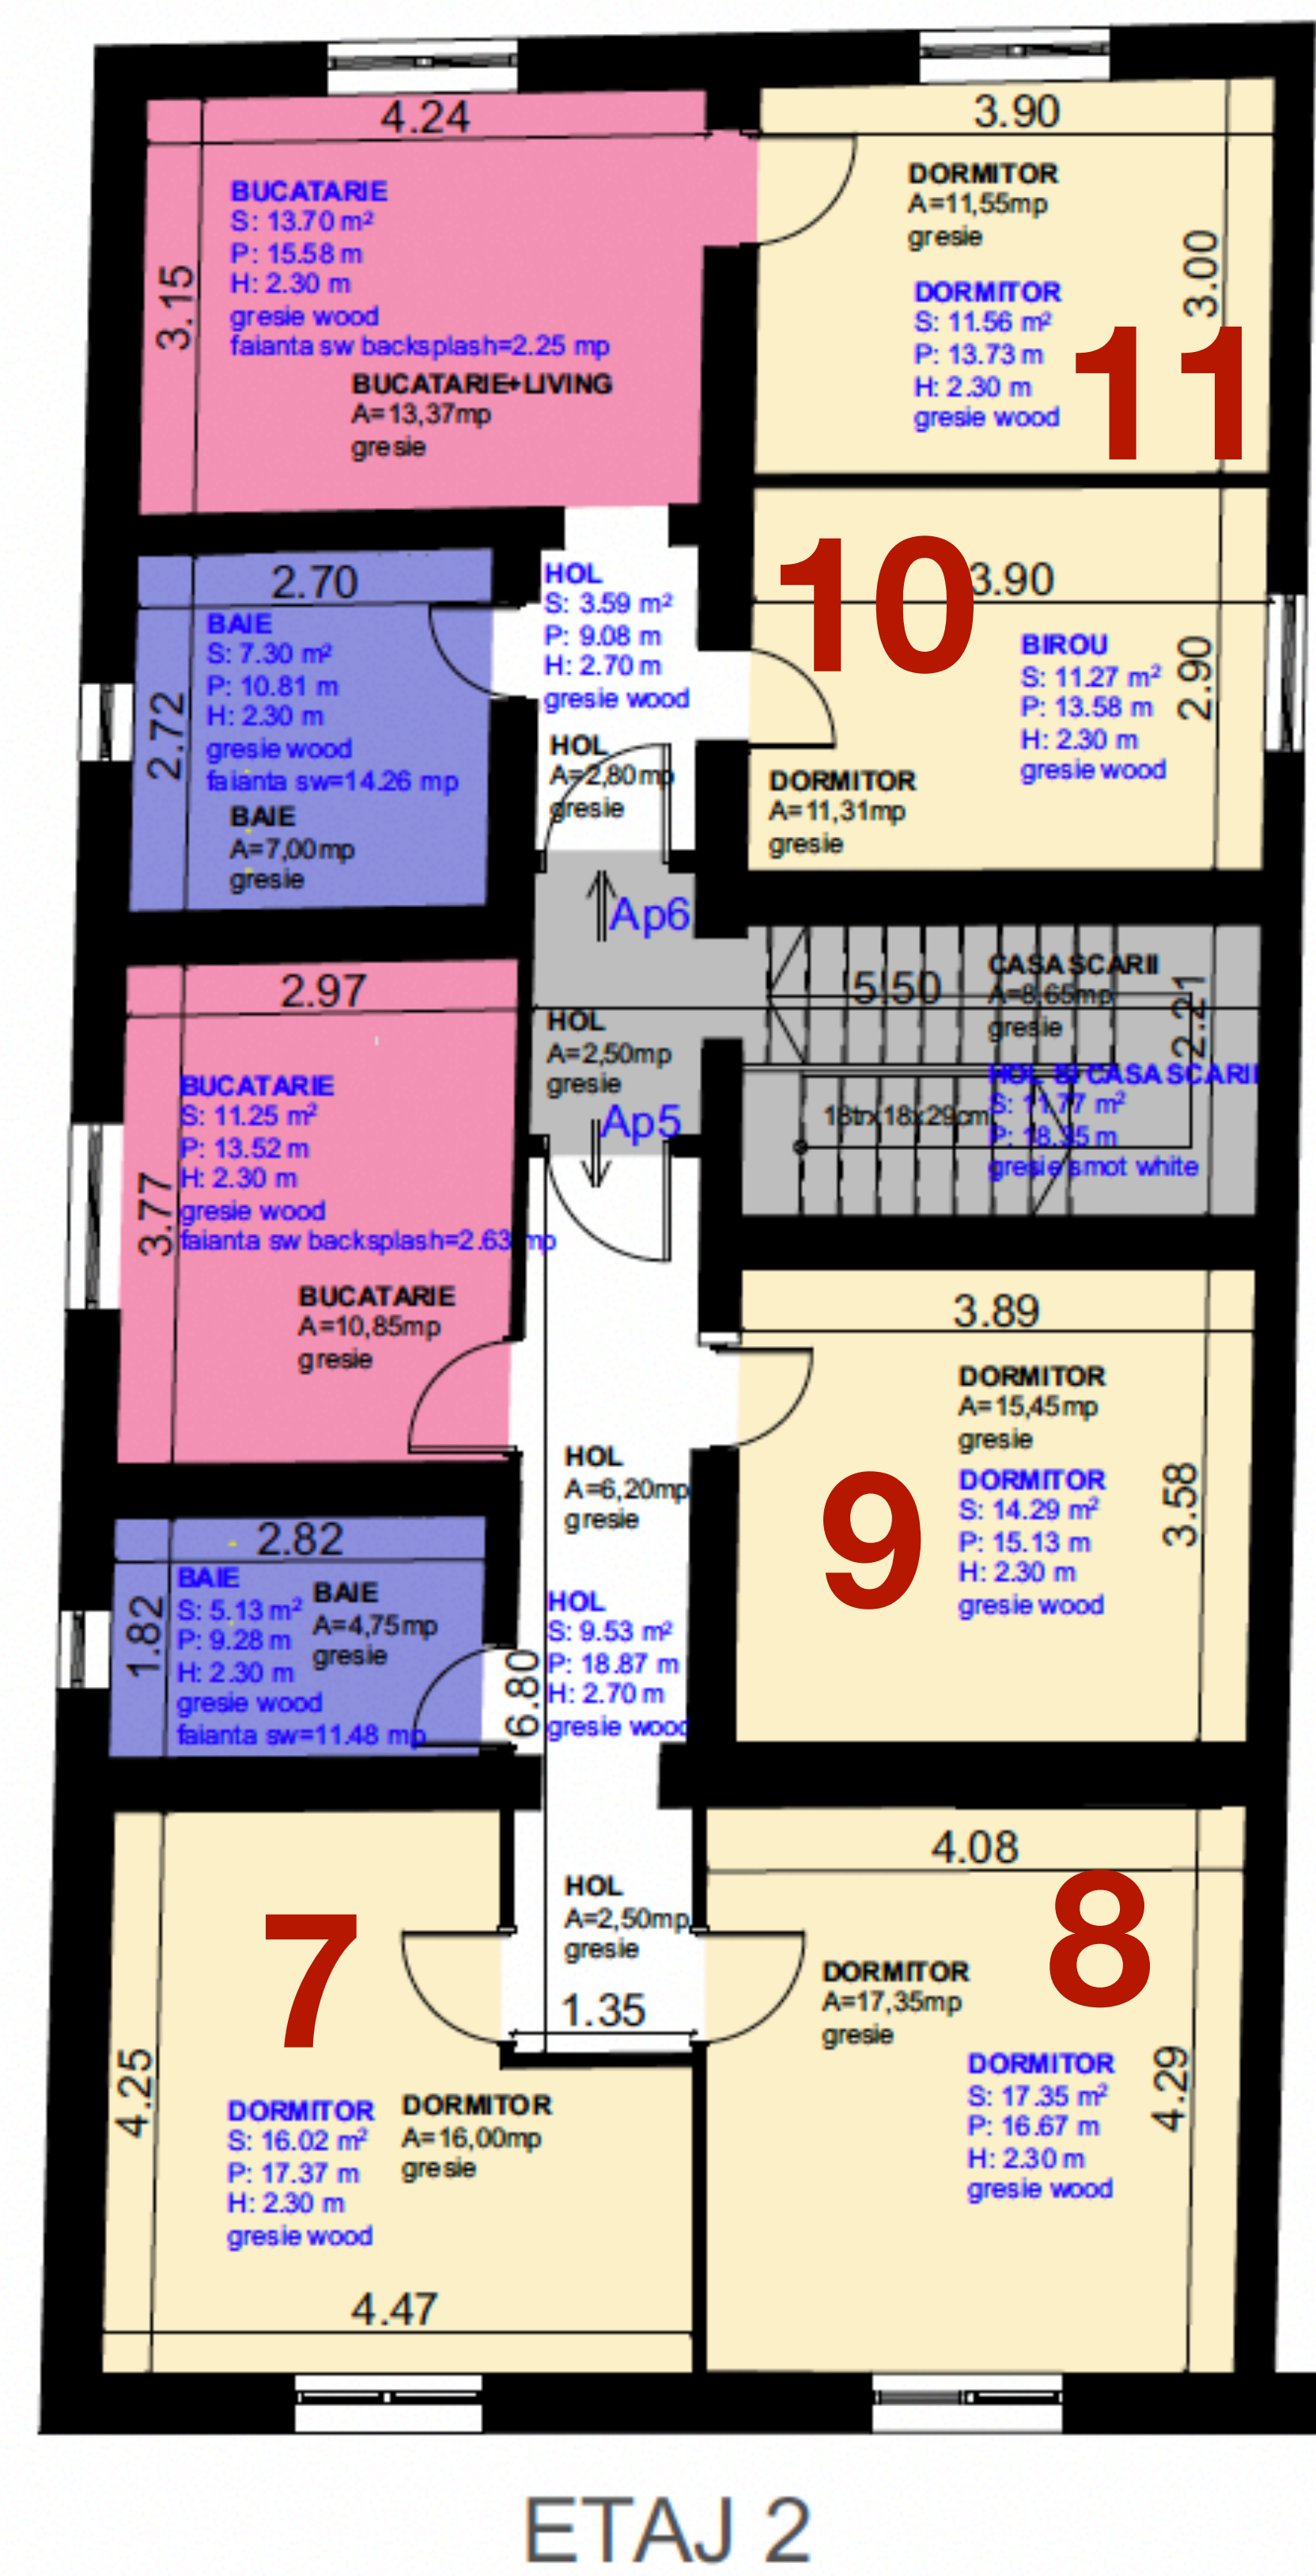 4.24
3.90
BUCATARIE
S: 13.70 m²
P: 15.58 m
H: 2.30 m
gresie wood
faianta sw backsplash=2.25 mp
BUCATARIE+LIVING
A=13,37mp
gresie
3.15
DORMITOR
A=11,55mp
gresie
DORMITOR
S: 11.56 m²
P: 13.73 m
H: 2.30 m
gresie wood
3.00
11
2.70
BAIE
S: 7.30 m²
P: 10.81 m
H: 2.30 m
gresie wood
faianta sw=14.26 mp
BAIE
A=7,00mp
gresie
2.72
HOL
S: 3.59 m²
P: 9.08 m
H: 2.70 m
gresie wood
HOL
A=2,80mp
gresie
10
3.90
BIROU
S: 11.27 m²
P: 13.58 m
H: 2.30 m
gresie wood
2.90
DORMITOR
A=11,31mp
gresie
Ap6
HOL
A=2,50mp
gresie
Ap5
5.50
CASA SCARII
A=8,65mp
gresie
2.21
HOL SI CASA SCARII
S: 11.77 m²
P: 18.35 m
gresie smot white
18trx18x29cm
2.97
BUCATARIE
S: 11.25 m²
P: 13.52 m
H: 2.30 m
gresie wood
faianta sw backsplash=2.63 mp
BUCATARIE
A=10,85mp
gresie
3.77
3.89
DORMITOR
A=15,45mp
gresie
DORMITOR
S: 14.29 m²
P: 15.13 m
H: 2.30 m
gresie wood
3.58
9
HOL
A=6,20mp
gresie
HOL
S: 9.53 m²
P: 18.87 m
H: 2.70 m
gresie wood
6.80
2.82
BAIE
S: 5.13 m²
P: 9.28 m
H: 2.30 m
gresie wood
faianta sw=11.48 mp
BAIE
A=4,75mp
gresie
1.82
HOL
A=2,50mp
gresie
1.35
7
4.25
DORMITOR
S: 16.02 m²
P: 17.37 m
H: 2.30 m
gresie wood
DORMITOR
A=16,00mp
gresie
4.47
4.08
8
DORMITOR
A=17,35mp
gresie
DORMITOR
S: 17.35 m²
P: 16.67 m
H: 2.30 m
gresie wood
4.29
ETAJ 2